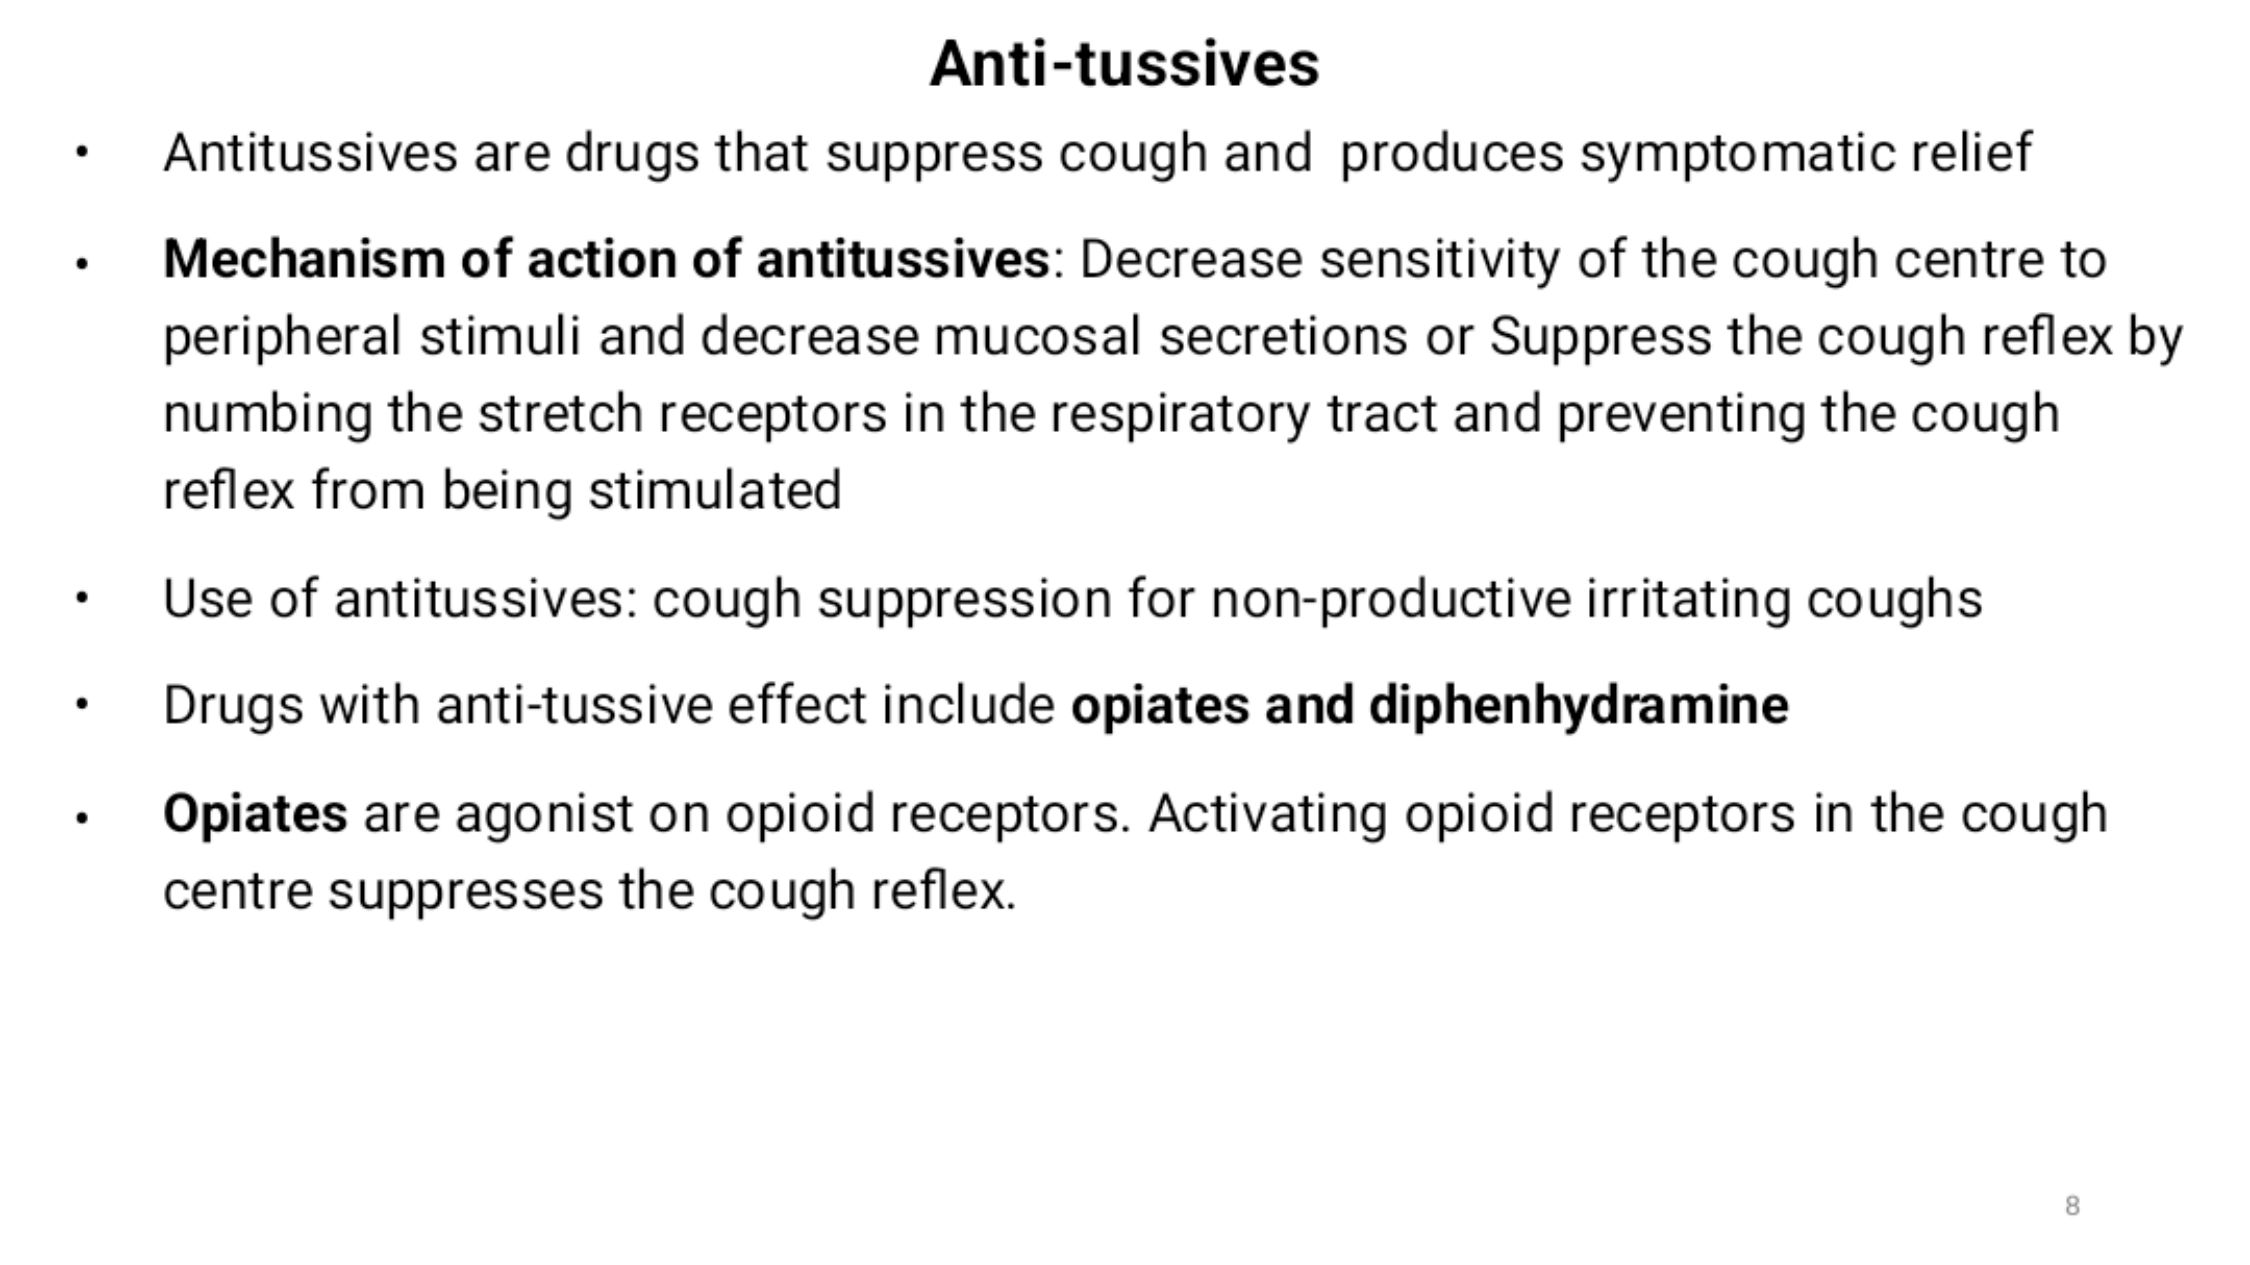 Anti-tussives
• Antitussives are drugs that suppress cough and  produces symptomatic relief
• Mechanism of action of antitussives: Decrease sensitivity of the cough centre to
peripheral stimuli and decrease mucosal secretions or Suppress the cough reflex by
numbing the stretch receptors in the respiratory tract and preventing the cough
reflex from being stimulated
• Use of antitussives: cough suppression for non-productive irritating coughs
• Drugs with anti-tussive effect include opiates and diphenhydramine
• Opiates are agonist on opioid receptors. Activating opioid receptors in the cough
centre suppresses the cough reflex.
8